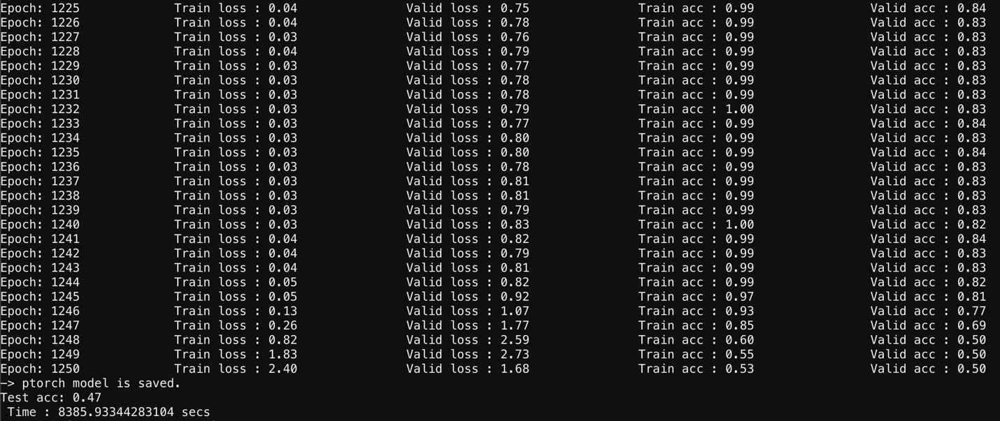 Epoch: 1225 Train loss : 0.04 Valid loss : 0.75 Train acc : 0.99 Valid acc : 0.84
Epoch: 1226 Train loss : 0.04 Valid loss : 0.78 Train acc : 0.99 Valid acc : 0.83
Epoch: 1227 Train loss : 0.03 Valid loss : 0.76 Train acc : 0.99 Valid acc : 0.83
Epoch: 1228 Train loss : 0.04 Valid loss : 0.79 Train acc : 0.99 Valid acc : 0.83
Epoch: 1229 Train loss : 0.03 Valid loss : 0.77 Train acc : 0.99 Valid acc : 0.83
Epoch: 1230 Train loss : 0.03 Valid loss : 0.78 Train acc : 0.99 Valid acc : 0.83
Epoch: 1231 Train loss : 0.03 Valid loss : 0.78 Train acc : 0.99 Valid acc : 0.83
Epoch: 1232 Train loss : 0.03 Valid loss : 0.79 Train acc : 1.00 Valid acc : 0.83
Epoch: 1233 Train loss : 0.03 Valid loss : 0.77 Train acc : 0.99 Valid acc : 0.84
Epoch: 1234 Train loss : 0.03 Valid loss : 0.80 Train acc : 0.99 Valid acc : 0.83
Epoch: 1235 Train loss : 0.03 Valid loss : 0.80 Train acc : 0.99 Valid acc : 0.84
Epoch: 1236 Train loss : 0.03 Valid loss : 0.78 Train acc : 0.99 Valid acc : 0.83
Epoch: 1237 Train loss : 0.03 Valid loss : 0.81 Train acc : 0.99 Valid acc : 0.83
Epoch: 1238 Train loss : 0.03 Valid loss : 0.81 Train acc : 0.99 Valid acc : 0.83
Epoch: 1239 Train loss : 0.03 Valid loss : 0.79 Train acc : 0.99 Valid acc : 0.83
Epoch: 1240 Train loss : 0.03 Valid loss : 0.83 Train acc : 1.00 Valid acc : 0.82
Epoch: 1241 Train loss : 0.04 Valid loss : 0.82 Train acc : 0.99 Valid acc : 0.84
Epoch: 1242 Train loss : 0.04 Valid loss : 0.79 Train acc : 0.99 Valid acc : 0.83
Epoch: 1243 Train loss : 0.04 Valid loss : 0.81 Train acc : 0.99 Valid acc : 0.83
Epoch: 1244 Train loss : 0.05 Valid loss : 0.82 Train acc : 0.99 Valid acc : 0.82
Epoch: 1245 Train loss : 0.05 Valid loss : 0.92 Train acc : 0.97 Valid acc : 0.81
Epoch: 1246 Train loss : 0.13 Valid loss : 1.07 Train acc : 0.93 Valid acc : 0.77
Epoch: 1247 Train loss : 0.26 Valid loss : 1.77 Train acc : 0.85 Valid acc : 0.69
Epoch: 1248 Train loss : 0.82 Valid loss : 2.59 Train acc : 0.60 Valid acc : 0.50
Epoch: 1249 Train loss : 1.83 Valid loss : 2.73 Train acc : 0.55 Valid acc : 0.50
Epoch: 1250 Train loss : 2.40 Valid loss : 1.68 Train acc : 0.53 Valid acc : 0.50
-> ptorch model is saved.
Test acc: 0.47
Time : 8385.93344283104 secs